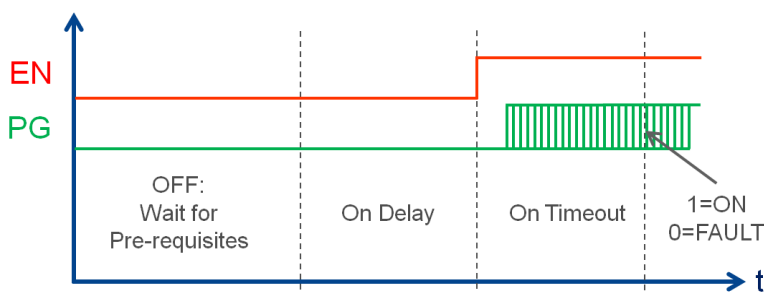 EN
PG
OFF:
Wait for
Pre-requisites
On Delay
On Timeout
1=ON
0=FAULT
t